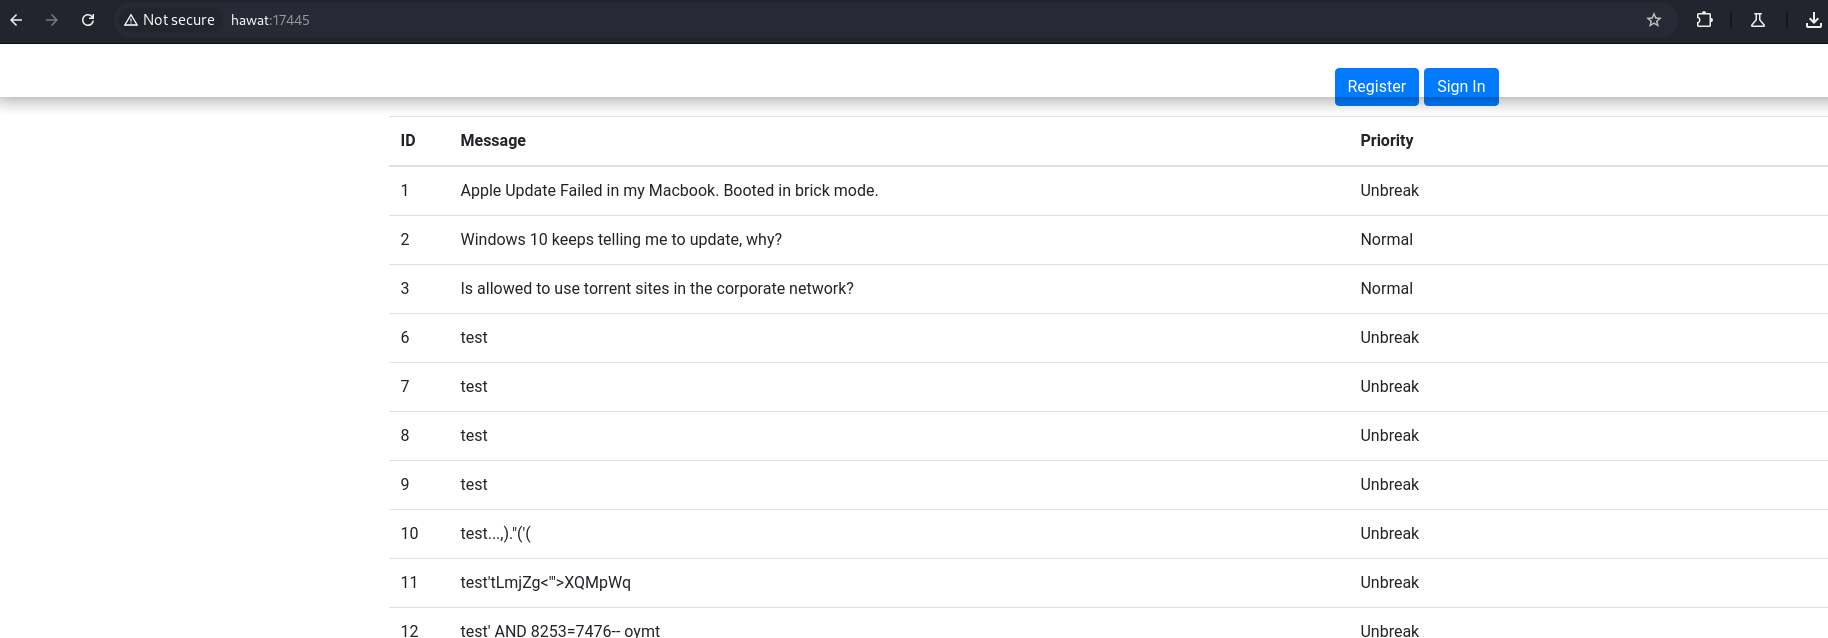 Not secure hawat:17445
Register Sign In
ID Message Priority
1 Apple Update Failed in my Macbook. Booted in brick mode. Unbreak
2 Windows 10 keeps telling me to update, why? Normal
3 Is allowed to use torrent sites in the corporate network? Normal
6 test Unbreak
7 test Unbreak
8 test Unbreak
9 test Unbreak
10 test...,)."('( Unbreak
11 test'tLmjZg<'">XQMpWq Unbreak
12 test' AND 8253=7476-- oymt Unbreak